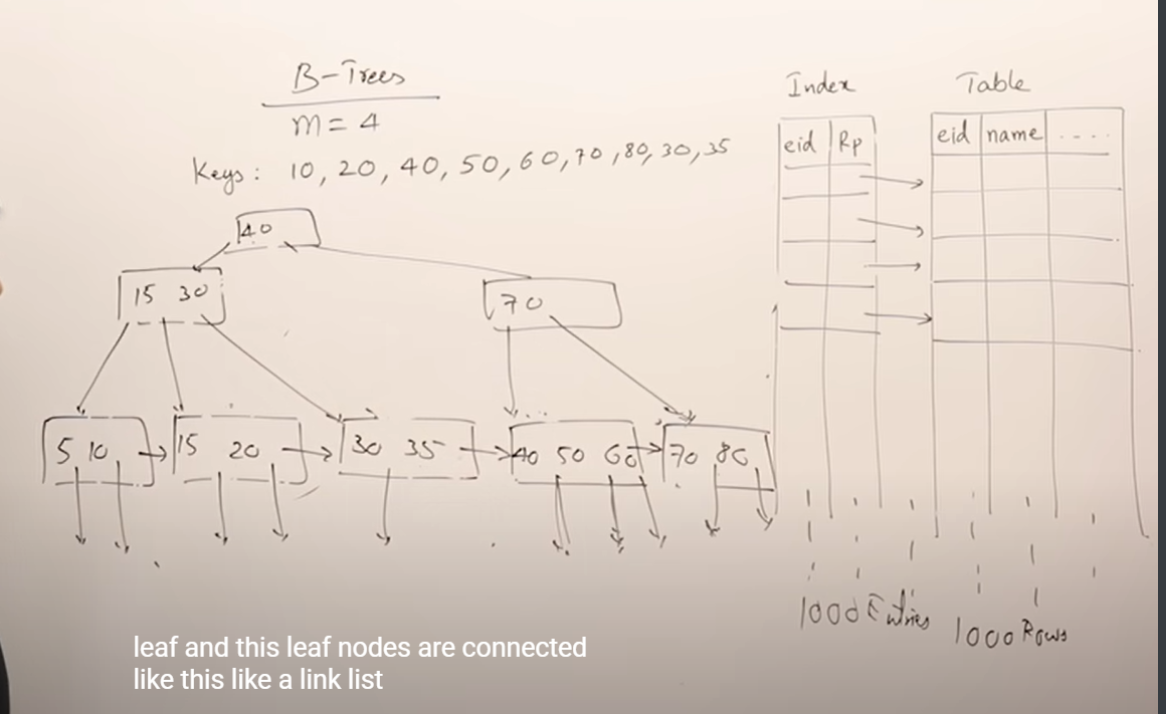 B-Trees
m = 4
Keys: 10, 20, 40, 50, 60, 70, 80, 30, 35
40
15 30
70
5 10
15 20
30 35
40 50 60
70 80
Index
eid Rp
Table
eid name ....
1000 Entries
1000 Rows
leaf and this leaf nodes are connected
like this like a link list